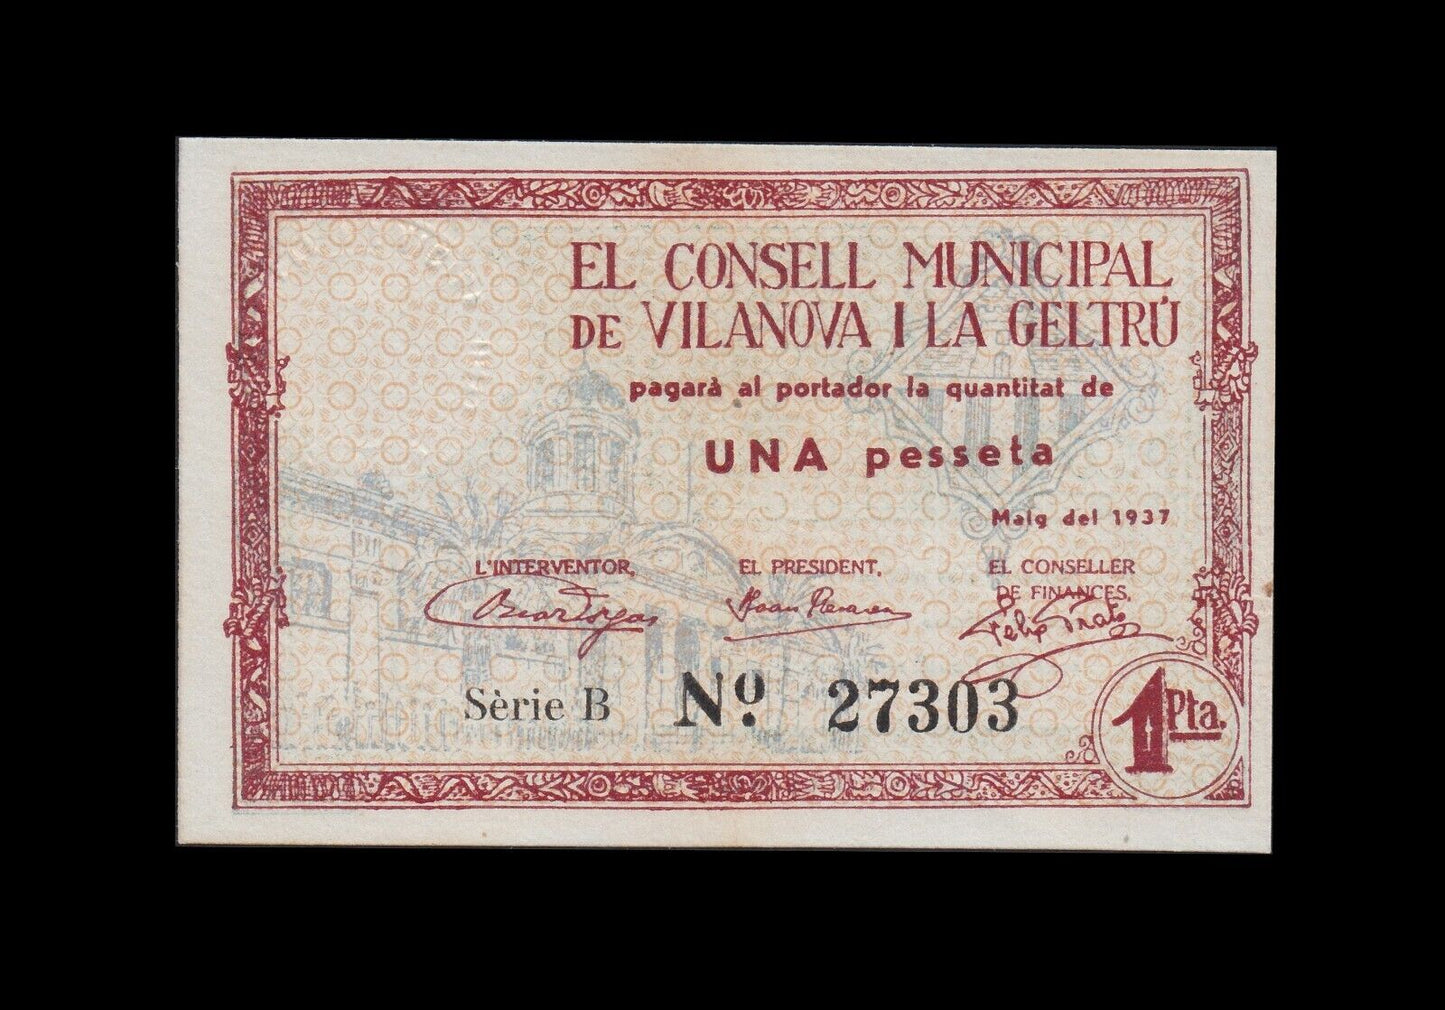 EL CONSELL MUNICIPAL
DE VILANOVA I LA GELTRÚ
pagarà al portador la quantitat de
UNA pesseta
Maig del 1937
L'INTERVENTOR,
EL PRESIDENT,
EL CONSELLER
DE FINANCES,
Sèrie B Nº. 27303
1 Pta.